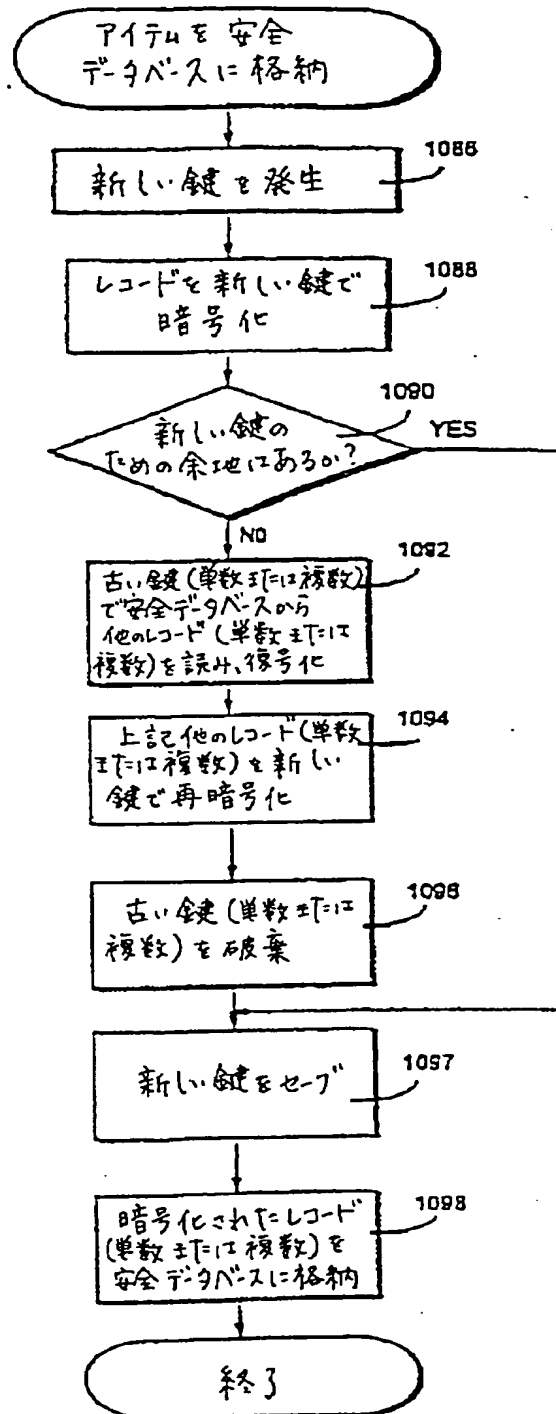 アイテムを安全
データベースに格納
1086
新しい鍵を発生
1088
レコードを新しい鍵で
暗号化
1090
新しい鍵の
ための余地はあるか?
YES
NO
1092
古い鍵(単数または複数)
で安全データベースから
他のレコード(単数または
複数)を読み、復号化
1094
上記他のレコード(単数
または複数)を新しい
鍵で再暗号化
1096
古い鍵(単数または
複数)を破棄
1097
新しい鍵をセーブ
1098
暗号化されたレコード
(単数または複数)を
安全データベースに格納
終了